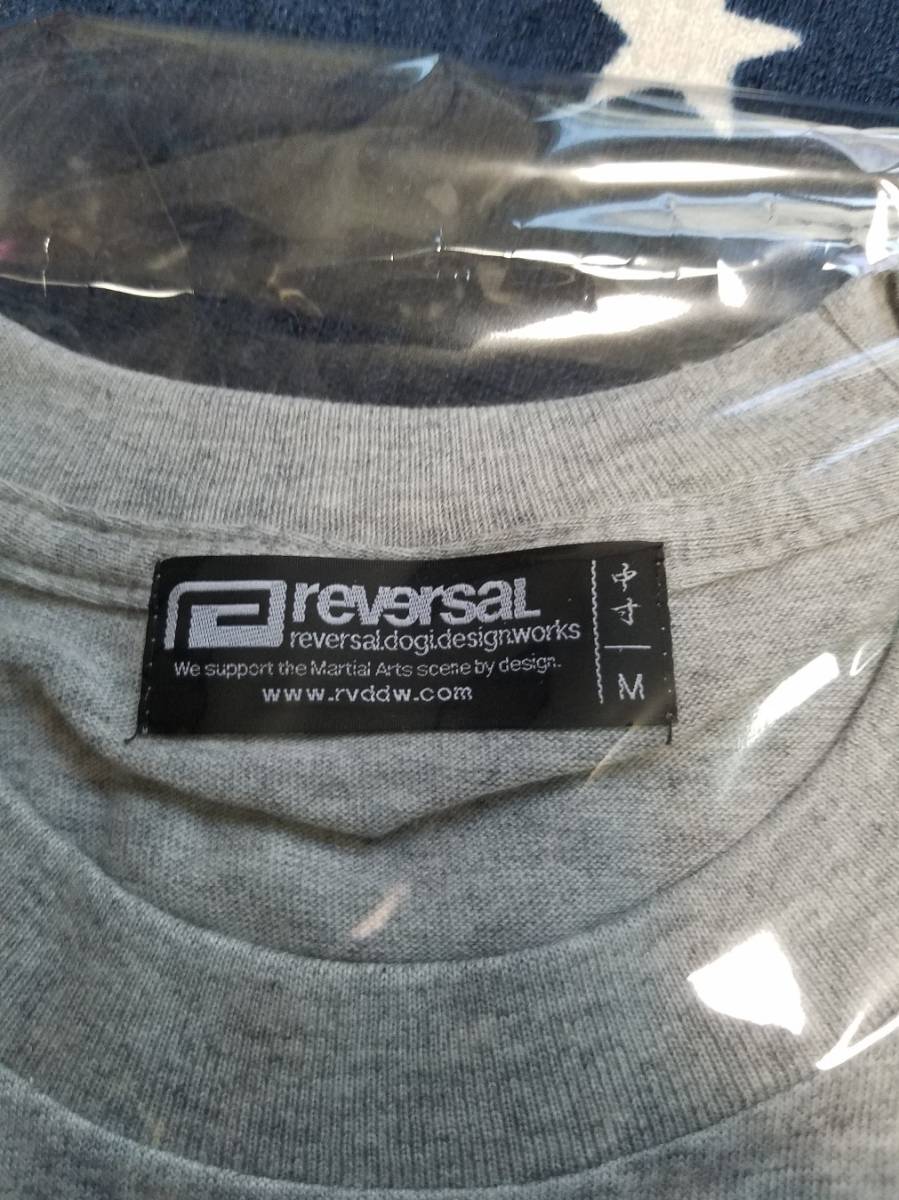 reversal
reversal.dogi.design.works
We support the Martial Arts scene by design.
www.rvddw.com
中寸
M